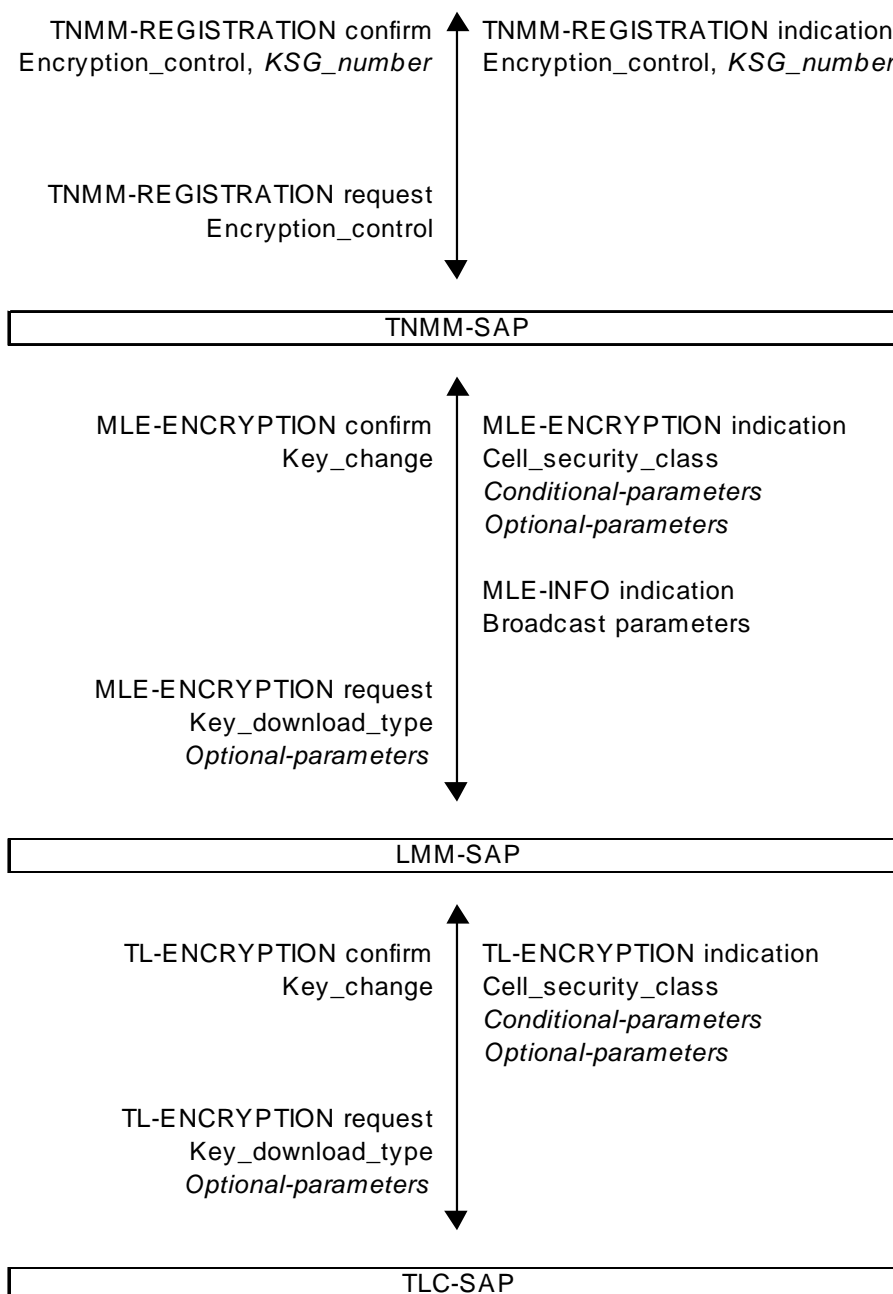 TNMM-REGISTRATION confirm
Encryption_control, KSG_number
TNMM-REGISTRATION indication
Encryption_control, KSG_number
TNMM-REGISTRATION request
Encryption_control
TNMM-SAP
MLE-ENCRYPTION confirm
Key_change
MLE-ENCRYPTION indication
Cell_security_class
Conditional-parameters
Optional-parameters
MLE-INFO indication
Broadcast parameters
MLE-ENCRYPTION request
Key_download_type
Optional-parameters
LMM-SAP
TL-ENCRYPTION confirm
Key_change
TL-ENCRYPTION indication
Cell_security_class
Conditional-parameters
Optional-parameters
TL-ENCRYPTION request
Key_download_type
Optional-parameters
TLC-SAP